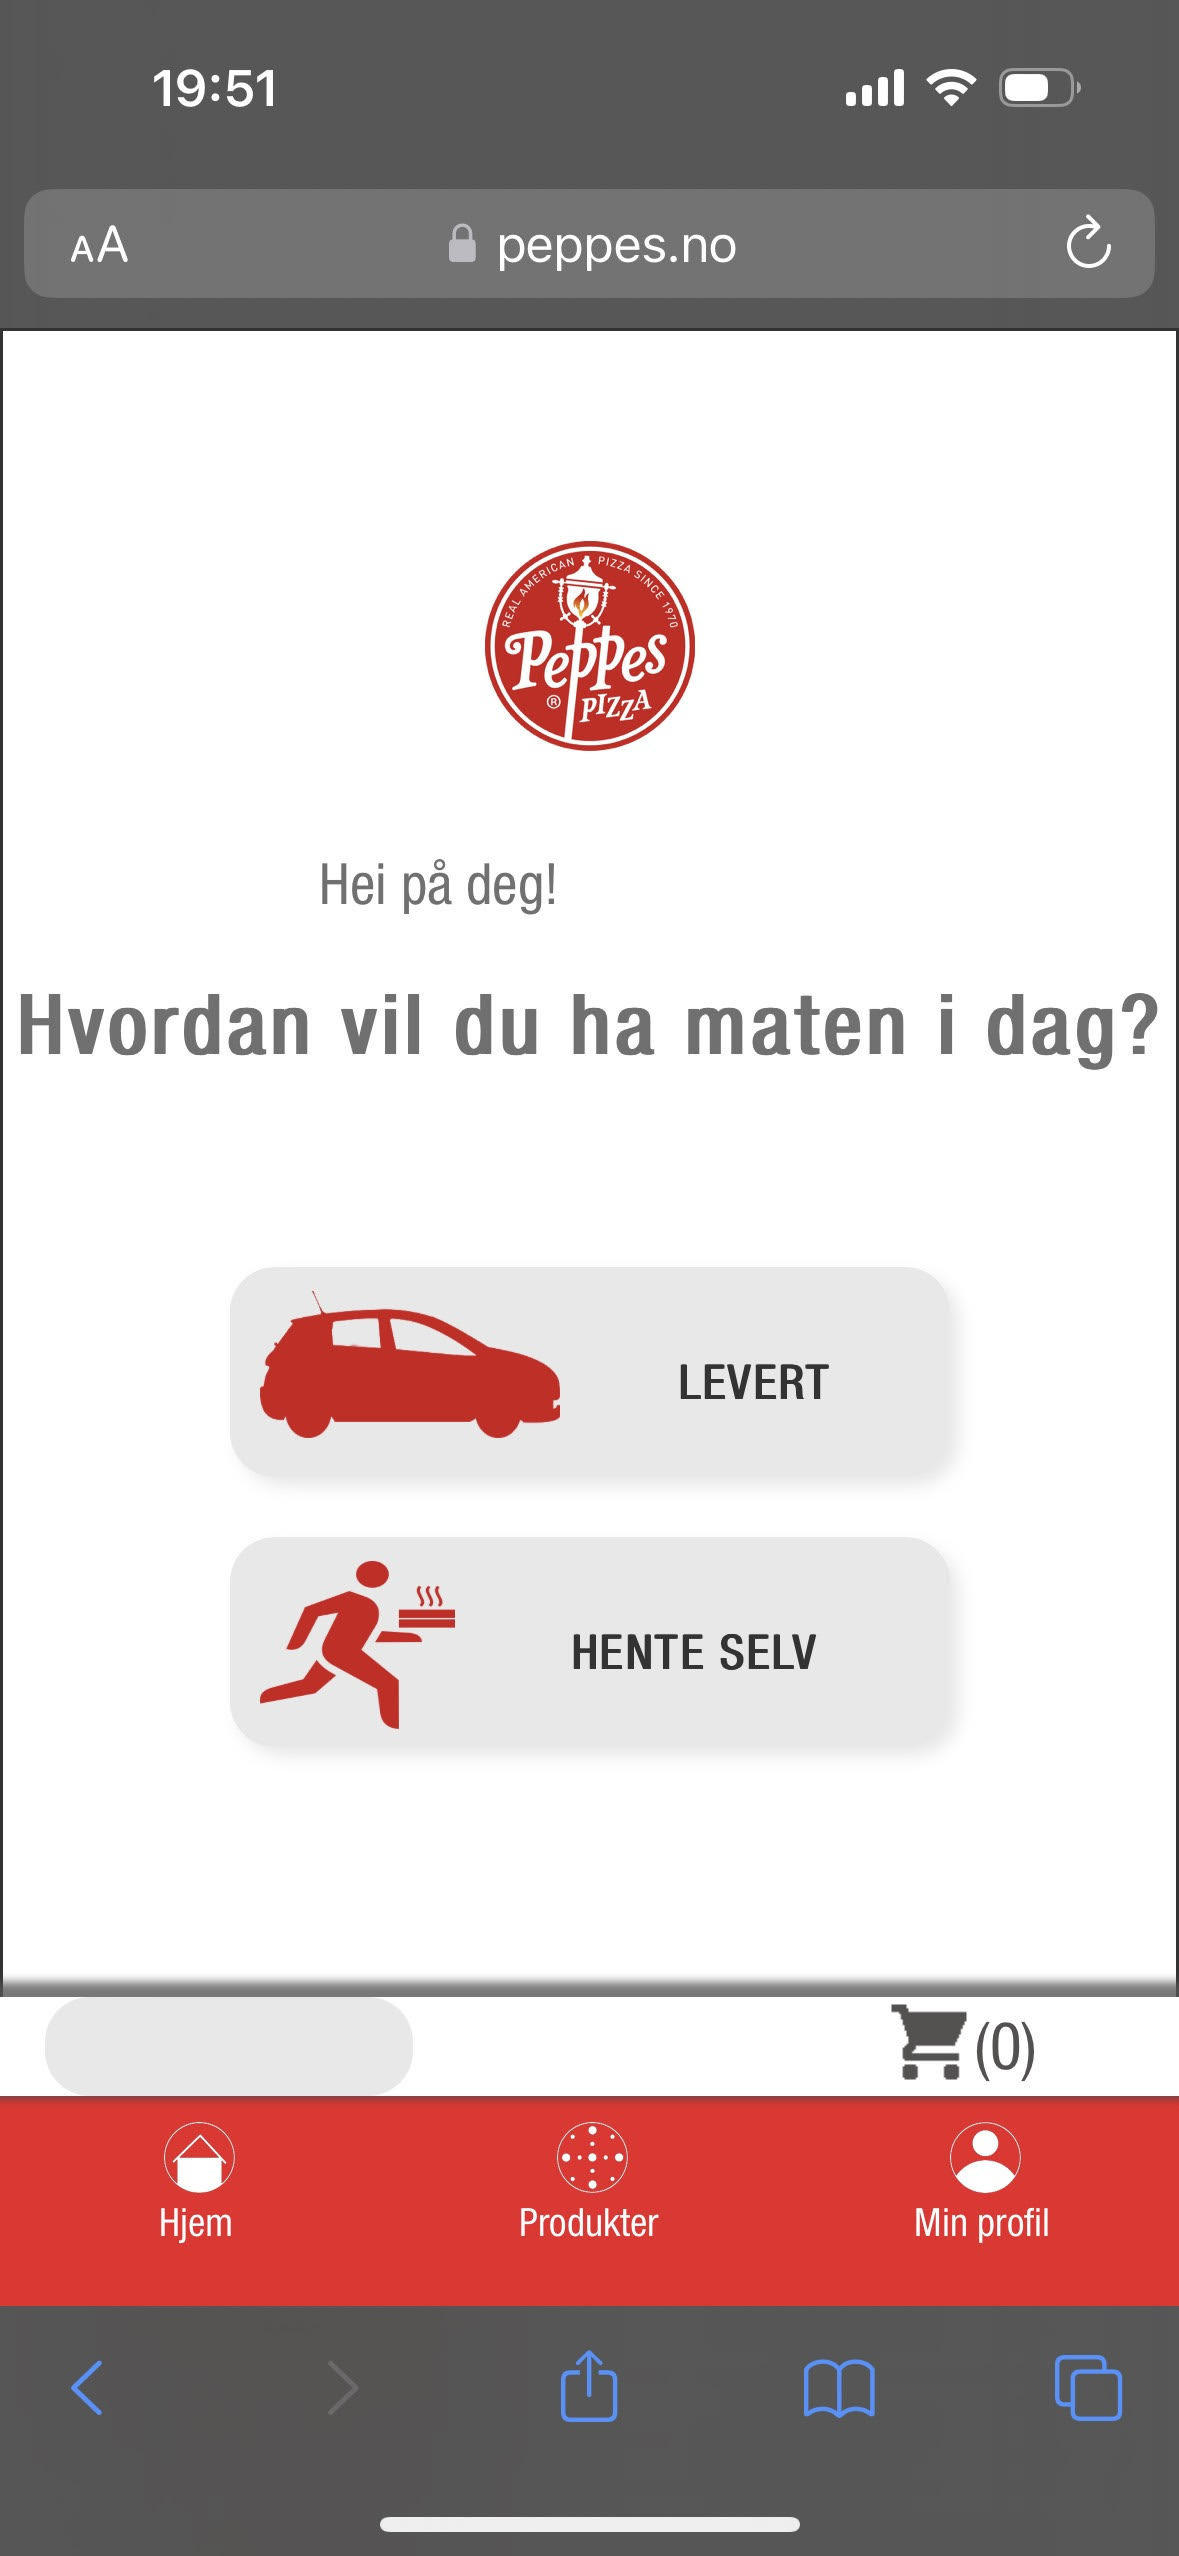 19:51
AA
peppes.no
REAL AMERICAN PIZZA SINCE 1970
Peppes
® PIZZA
Hei på deg!
Hvordan vil du ha maten i dag?
LEVERT
HENTE SELV
(0)
Hjem
Produkter
Min profil